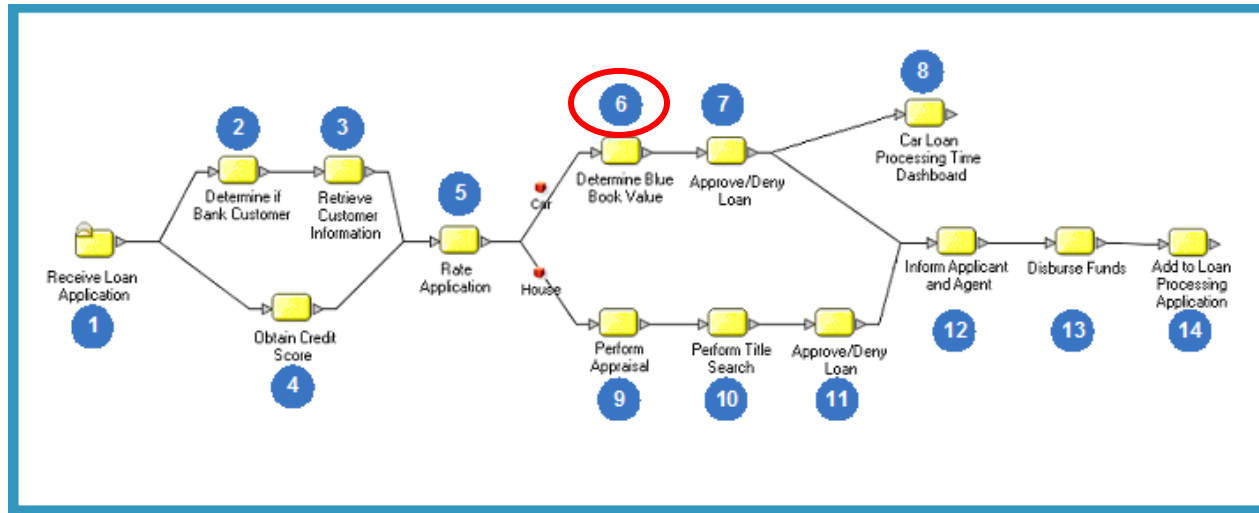 8
6
7
2
3
Car Loan
Processing Time
Dashboard
Determine Blue
Book Value
Approve/Deny
Loan
Determine if
Bank Customer
Retrieve
Customer
Information
5
Car
Receive Loan
Application
Rate
Application
House
Inform Applicant
and Agent
Disburse Funds
Add to Loan
Processing
Application
1
Obtain Credit
Score
4
Perform
Appraisal
Perform Title
Search
Approve/Deny
Loan
12
13
14
9
10
11